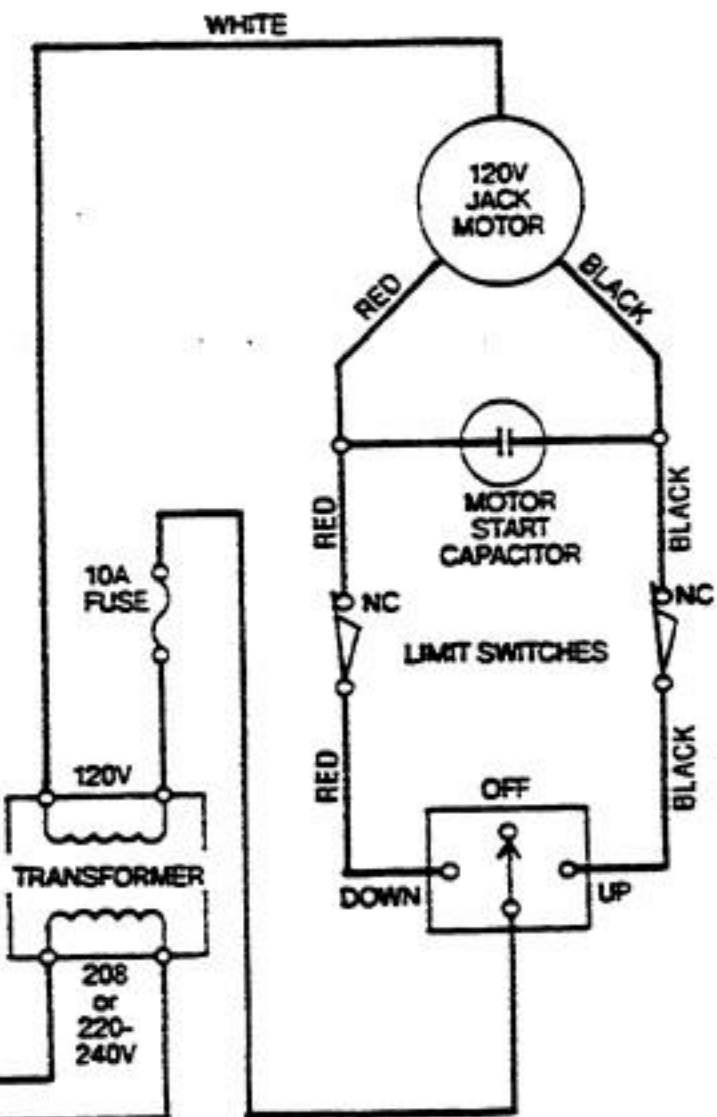 WHITE
120V
JACK
MOTOR
RED
BLACK
RED
MOTOR
START
CAPACITOR
BLACK
10A
FUSE
NC
NC
LIMIT SWITCHES
RED
BLACK
120V
OFF
TRANSFORMER
DOWN
UP
208
or
220-
240V